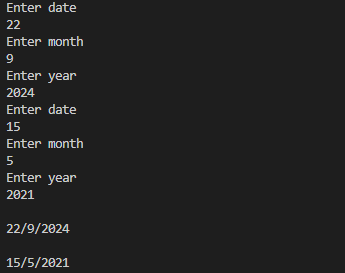 Enter date
22
Enter month
9
Enter year
2024
Enter date
15
Enter month
5
Enter year
2021
22/9/2024
15/5/2021